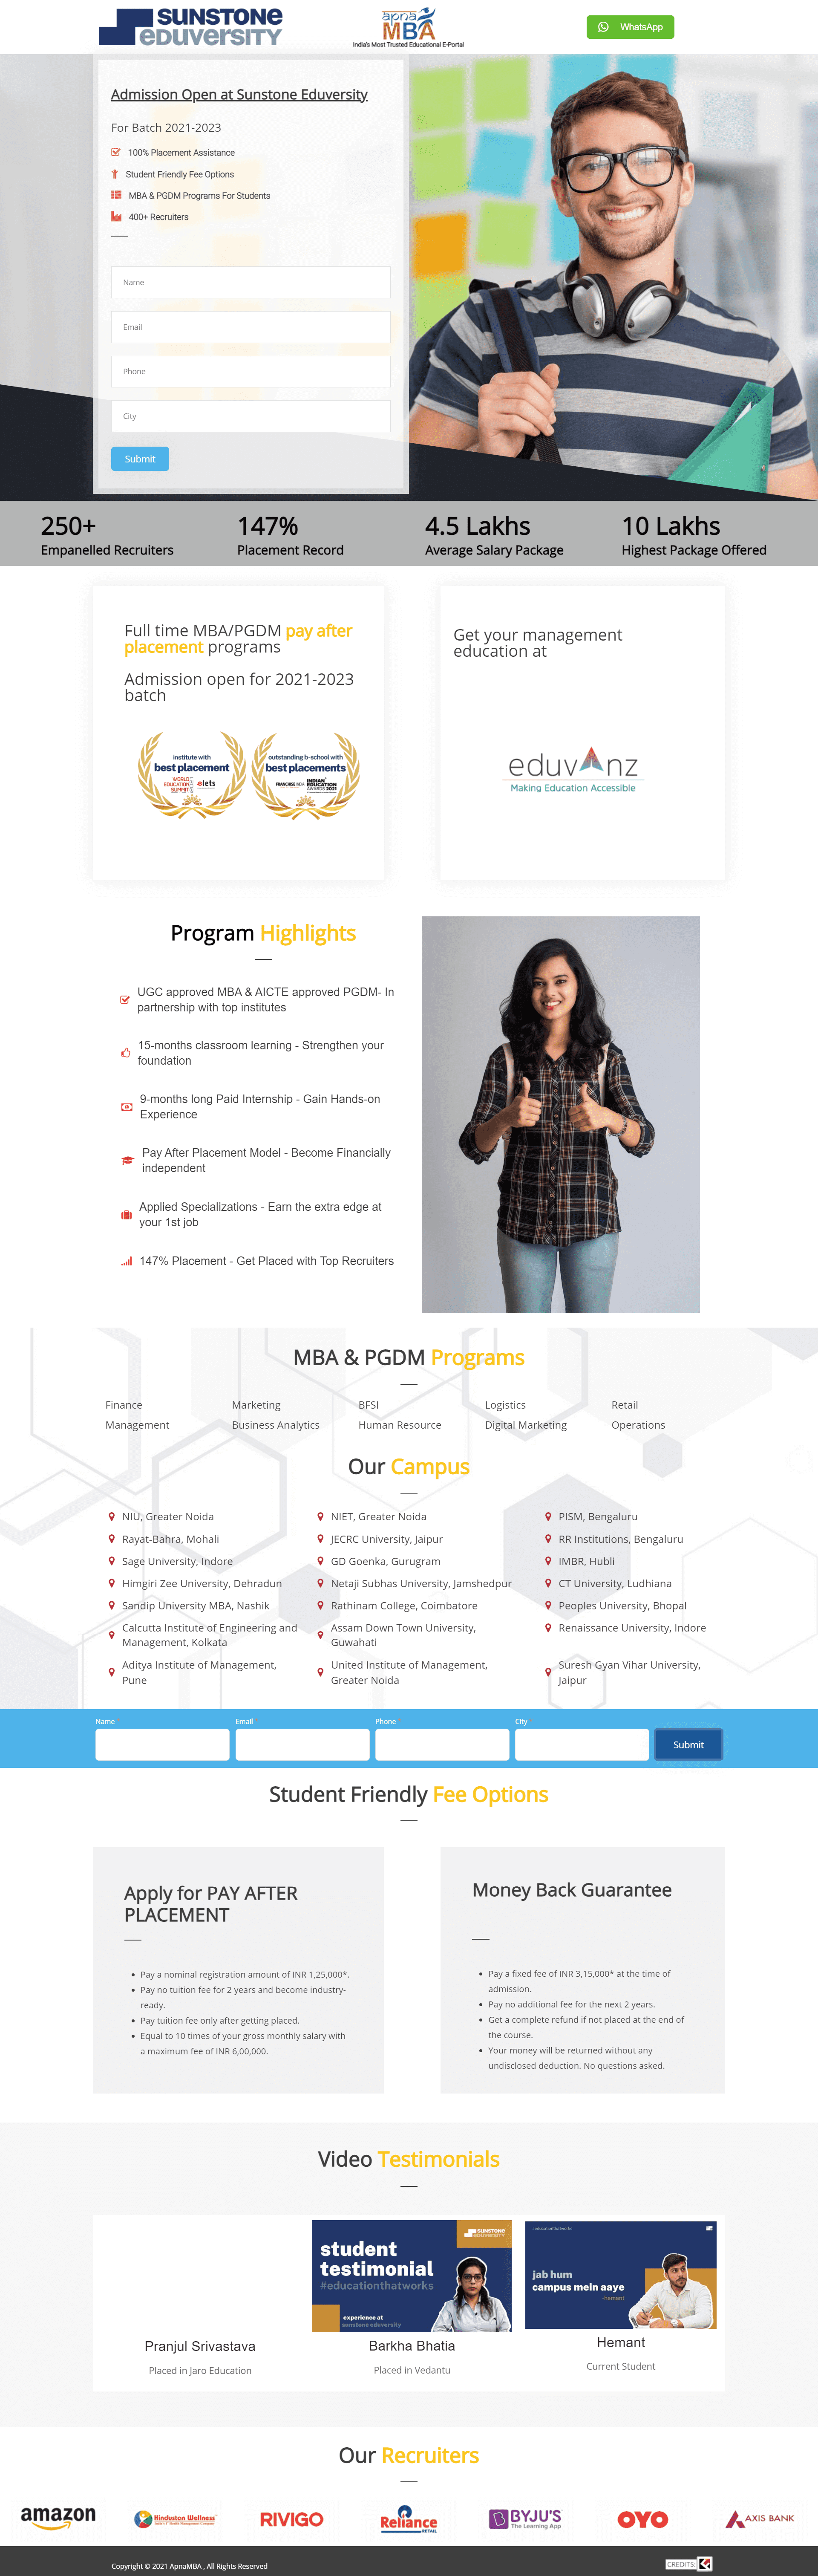 SUNSTONE
EDUVERSITY
apna
MBA
India's Most Trusted Educational E-Portal
WhatsApp
Admission Open at Sunstone Eduversity
For Batch 2021-2023
100% Placement Assistance
Student Friendly Fee Options
MBA & PGDM Programs For Students
400+ Recruiters
Name
Email
Phone
City
Submit
250+
Empanelled Recruiters
147%
Placement Record
4.5 Lakhs
Average Salary Package
10 Lakhs
Highest Package Offered
Full time MBA/PGDM pay after
placement programs
Admission open for 2021-2023
batch
institute with
best placement
WORLD
EDUCATION
SUMMIT
elets
outstanding b-school with
best placements
FRANCHISE INDIA
INDIAN
EDUCATION
AWARDS 2021
Get your management
education at
eduvanz
Making Education Accessible
Program Highlights
UGC approved MBA & AICTE approved PGDM- In
partnership with top institutes
15-months classroom learning - Strengthen your
foundation
9-months long Paid Internship - Gain Hands-on
Experience
Pay After Placement Model - Become Financially
independent
Applied Specializations - Earn the extra edge at
your 1st job
147% Placement - Get Placed with Top Recruiters
MBA & PGDM Programs
Finance Marketing BFSI Logistics Retail
Management Business Analytics Human Resource Digital Marketing Operations
Our Campus
NIU, Greater Noida
Rayat-Bahra, Mohali
Sage University, Indore
Himgiri Zee University, Dehradun
Sandip University MBA, Nashik
Calcutta Institute of Engineering and
Management, Kolkata
Aditya Institute of Management,
Pune
NIET, Greater Noida
JECRC University, Jaipur
GD Goenka, Gurugram
Netaji Subhas University, Jamshedpur
Rathinam College, Coimbatore
Assam Down Town University,
Guwahati
United Institute of Management,
Greater Noida
PISM, Bengaluru
RR Institutions, Bengaluru
IMBR, Hubli
CT University, Ludhiana
Peoples University, Bhopal
Renaissance University, Indore
Suresh Gyan Vihar University,
Jaipur
Name
Email
Phone
City
Submit
Student Friendly Fee Options
Apply for PAY AFTER
PLACEMENT
Pay a nominal registration amount of INR 1,25,000*.
Pay no tuition fee for 2 years and become industry-
ready.
Pay tuition fee only after getting placed.
Equal to 10 times of your gross monthly salary with
a maximum fee of INR 6,00,000.
Money Back Guarantee
Pay a fixed fee of INR 3,15,000* at the time of
admission.
Pay no additional fee for the next 2 years.
Get a complete refund if not placed at the end of
the course.
Your money will be returned without any
undisclosed deduction. No questions asked.
Video Testimonials
Pranjul Srivastava
Placed in Jaro Education
SUNSTONE
EDUVERSITY
student
testimonial
#educationthatworks
experience at
sunstone eduversity
Barkha Bhatia
Placed in Vedantu
#educationthatworks
jab hum
campus mein aaye
-hemant
Hemant
Current Student
Our Recruiters
amazon
Hindustan Wellness
RIVIGO
Reliance
RETAIL
BYJU'S
The Learning App
OYO
AXIS BANK
Copyright © 2021 ApnaMBA , All Rights Reserved
CREDITS: